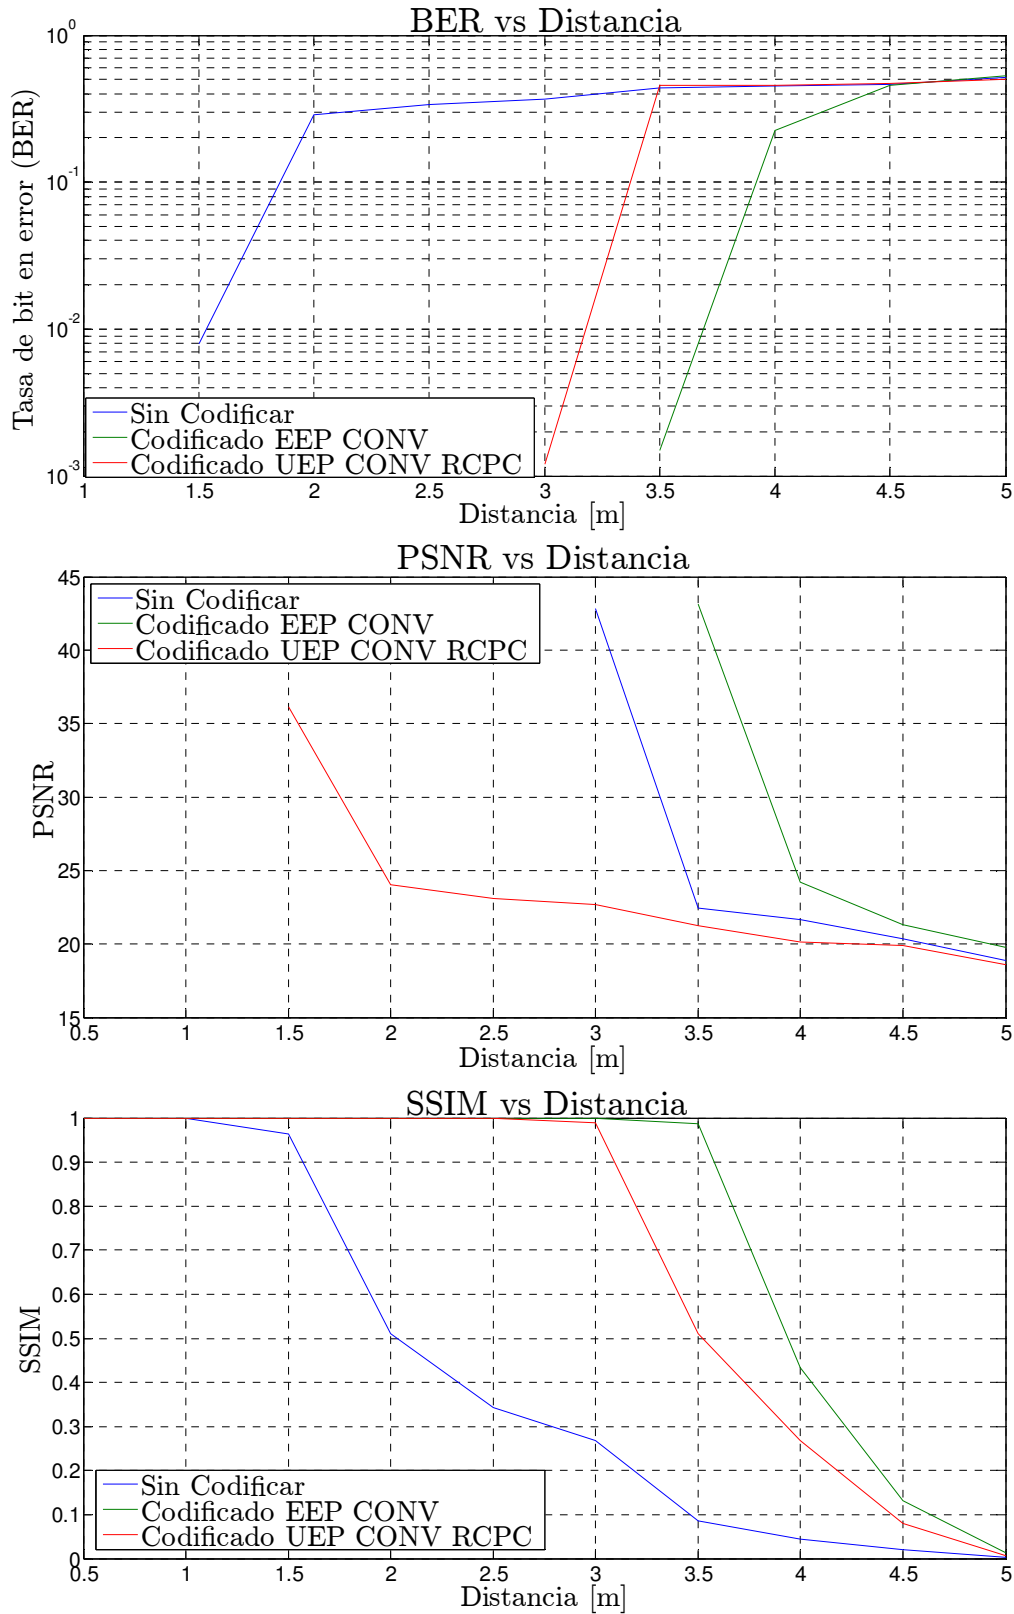 BER vs Distancia
10^0
10^-1
10^-2
10^-3
Tasa de bit en error (BER)
Sin Codificar
Codificado EEP CONV
Codificado UEP CONV RCPC
1 1.5 2 2.5 3 3.5 4 4.5 5
Distancia [m]
PSNR vs Distancia
45
40
35
30
25
20
15
PSNR
Sin Codificar
Codificado EEP CONV
Codificado UEP CONV RCPC
0.5 1 1.5 2 2.5 3 3.5 4 4.5 5
Distancia [m]
SSIM vs Distancia
1
0.9
0.8
0.7
0.6
0.5
0.4
0.3
0.2
0.1
0
SSIM
Sin Codificar
Codificado EEP CONV
Codificado UEP CONV RCPC
0.5 1 1.5 2 2.5 3 3.5 4 4.5 5
Distancia [m]